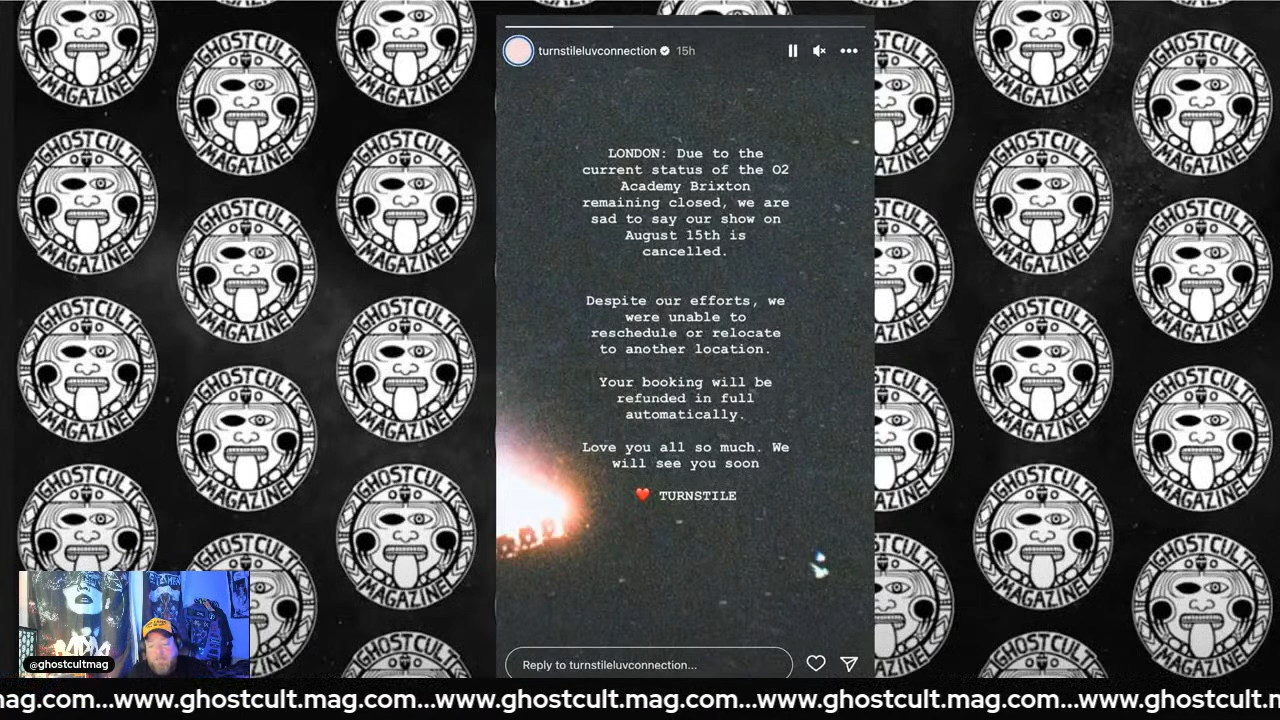 turnstileluvconnection 15h
LONDON: Due to the
current status of the O2
Academy Brixton
remaining closed, we are
sad to say our show on
August 15th is
cancelled.
Despite our efforts, we
were unable to
reschedule or relocate
to another location.
Your booking will be
refunded in full
automatically.
Love you all so much. We
will see you soon
❤️ TURNSTILE
Reply to turnstileluvconnection...
GHOSTCULT
MAGAZINE
@ghostcultmag
mag.com...www.ghostcult.mag.com...www.ghostcult.mag.com...www.ghostcult.mag.com...www.ghostcult.m